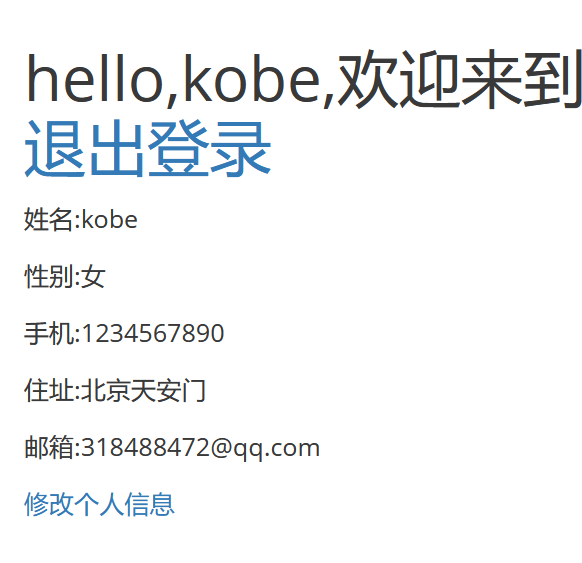 hello,kobe,欢迎来到
退出登录
姓名:kobe
性别:女
手机:1234567890
住址:北京天安门
邮箱:318488472@qq.com
修改个人信息